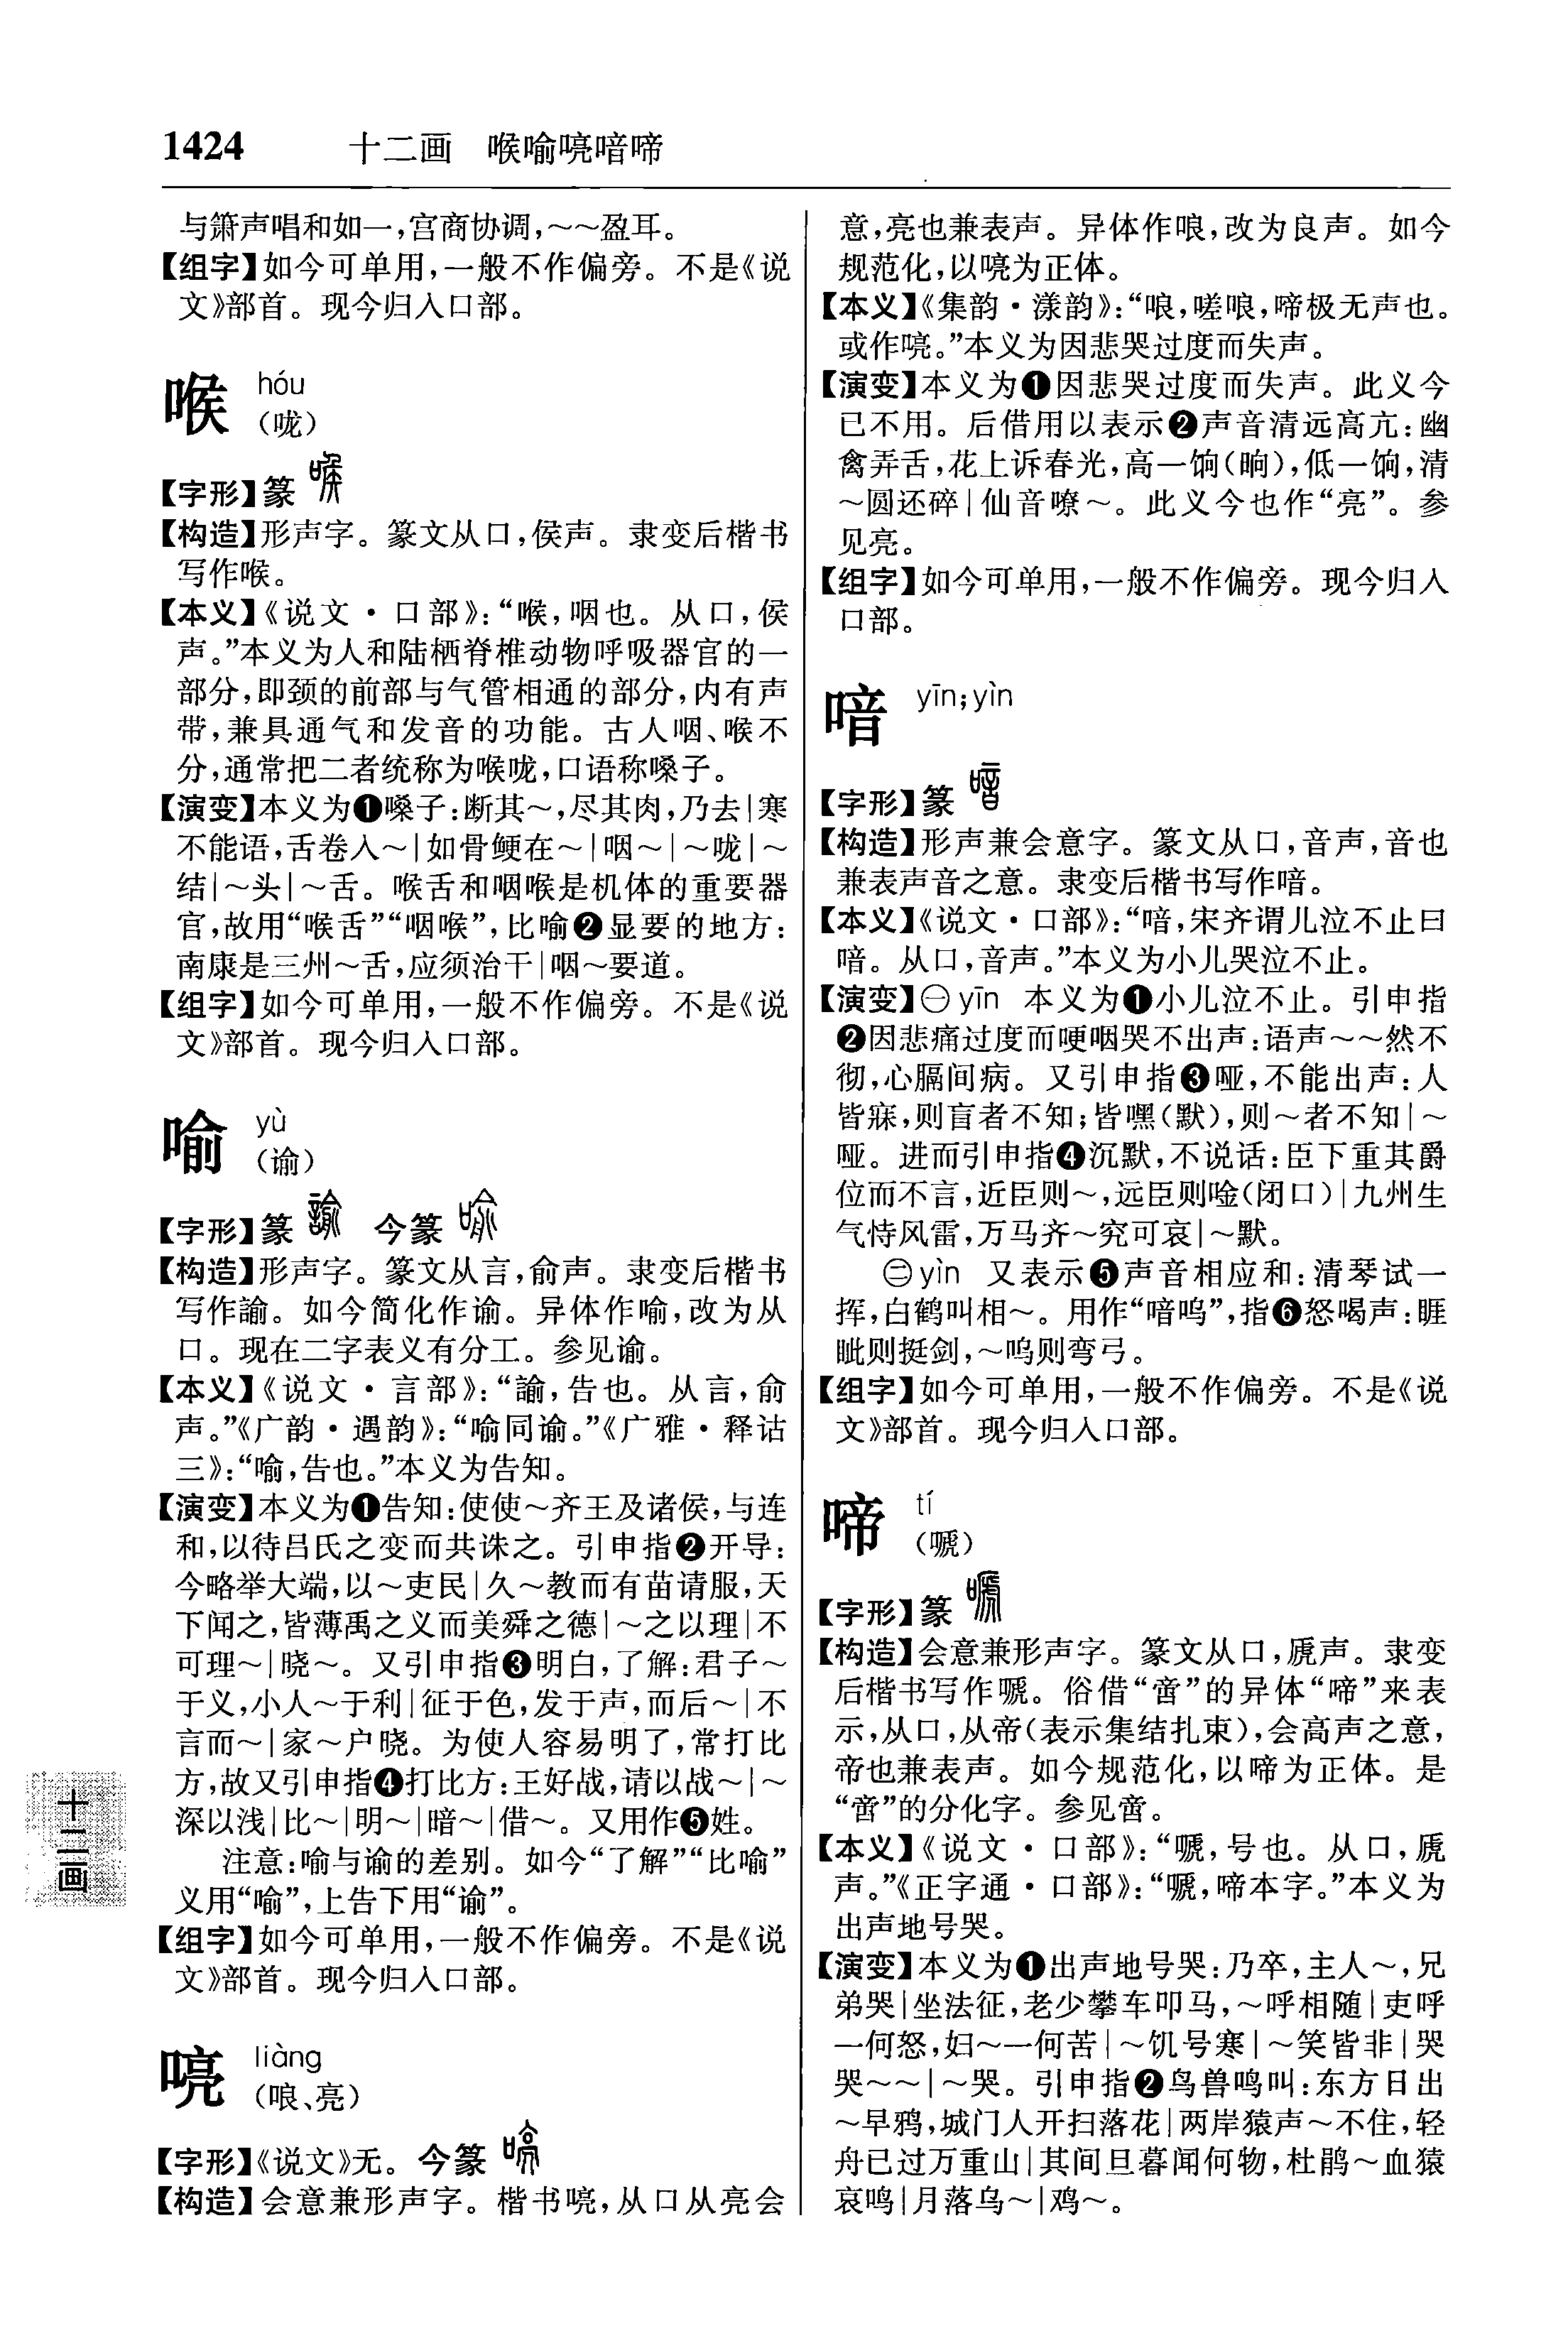 1424 十二画 喉喻喨喑啼
与箫声唱和如一，宫商协调，～～盈耳。
【组字】如今可单用，一般不作偏旁。不是《说
文》部首。现今归入口部。
喉 hóu
（咙）
【字形】篆
【构造】形声字。篆文从口，侯声。隶变后楷书
写作喉。
【本义】《说文·口部》：“喉，咽也。从口，侯
声。”本义为人和陆栖脊椎动物呼吸器官的一
部分，即颈的前部与气管相通的部分，内有声
带，兼具通气和发音的功能。古人咽、喉不
分，通常把二者统称为喉咙，口语称嗓子。
【演变】本义为❶嗓子：断其～，尽其肉，乃去|寒
不能语，舌卷入～|如骨鲠在～|咽～|～咙|～
结|～头|～舌。喉舌和咽喉是机体的重要器
官，故用“喉舌”“咽喉”，比喻❷显要的地方：
南康是三州～舌，应须治干|咽～要道。
【组字】如今可单用，一般不作偏旁。不是《说
文》部首。现今归入口部。
喻 yù
（谕）
【字形】篆 今篆
【构造】形声字。篆文从言，俞声。隶变后楷书
写作諭。如今简化作谕。异体作喻，改为从
口。现在二字表义有分工。参见谕。
【本义】《说文·言部》：“諭，告也。从言，俞
声。”《广韵·遇韵》：“喻同谕。”《广雅·释诂
三》：“喻，告也。”本义为告知。
【演变】本义为❶告知：使使～齐王及诸侯，与连
和，以待吕氏之变而共诛之。引申指❷开导：
今略举大端，以～吏民|久～教而有苗请服，天
下闻之，皆薄禹之义而美舜之德|～之以理|不
可理～|晓～。又引申指❸明白，了解：君子～
于义，小人～于利|征于色，发于声，而后～|不
言而～|家～户晓。为使人容易明了，常打比
方，故又引申指❹打比方：王好战，请以战～|～
深以浅|比～|明～|暗～|借～。又用作❺姓。
注意：喻与谕的差别。如今“了解”“比喻”
义用“喻”，上告下用“谕”。
【组字】如今可单用，一般不作偏旁。不是《说
文》部首。现今归入口部。
喨 liàng
（哴、亮）
【字形】《说文》无。今篆
【构造】会意兼形声字。楷书喨，从口从亮会
意，亮也兼表声。异体作哴，改为良声。如今
规范化，以喨为正体。
【本义】《集韵·漾韵》：“哴，嗟哴，啼极无声也。
或作喨。”本义为因悲哭过度而失声。
【演变】本义为❶因悲哭过度而失声。此义今
已不用。后借用以表示❷声音清远高亢：幽
禽弄舌，花上诉春光，高一饷（晌），低一饷，清
～圆还碎|仙音嘹～。此义今也作“亮”。参
见亮。
【组字】如今可单用，一般不作偏旁。现今归入
口部。
喑 yīn;yìn
【字形】篆
【构造】形声兼会意字。篆文从口，音声，音也
兼表声音之意。隶变后楷书写作喑。
【本义】《说文·口部》：“喑，宋齐谓儿泣不止曰
喑。从口，音声。”本义为小儿哭泣不止。
【演变】㊀yīn 本义为❶小儿泣不止。引申指
❷因悲痛过度而哽咽哭不出声：语声～～然不
彻，心膈间病。又引申指❸哑，不能出声：人
皆寐，则盲者不知；皆嘿（默），则～者不知|～
哑。进而引申指❹沉默，不说话：臣下重其爵
位而不言，近臣则～，远臣则唫（闭口）|九州生
气恃风雷，万马齐～究可哀|～默。
㊁yìn 又表示❺声音相应和：清琴试一
挥，白鹤叫相～。用作“喑呜”，指❻怒喝声：睚
眦则挺剑，～呜则弯弓。
【组字】如今可单用，一般不作偏旁。不是《说
文》部首。现今归入口部。
啼 tí
（嗁）
【字形】篆
【构造】会意兼形声字。篆文从口，虒声。隶变
后楷书写作嗁。俗借“啻”的异体“啼”来表
示，从口，从帝（表示集结扎束），会高声之意，
帝也兼表声。如今规范化，以啼为正体。是
“啻”的分化字。参见啻。
【本义】《说文·口部》：“嗁，号也。从口，虒
声。”《正字通·口部》：“嗁，啼本字。”本义为
出声地号哭。
【演变】本义为❶出声地号哭：乃卒，主人～，兄
弟哭|坐法征，老少攀车叩马，～呼相随|吏呼
一何怒，妇～一何苦|～饥号寒|～笑皆非|哭
哭～～|～哭。引申指❷鸟兽鸣叫：东方日出
～早鸦，城门人开扫落花|两岸猿声～不住，轻
舟已过万重山|其间旦暮闻何物，杜鹃～血猿
哀鸣|月落乌～|鸡～。
十二画